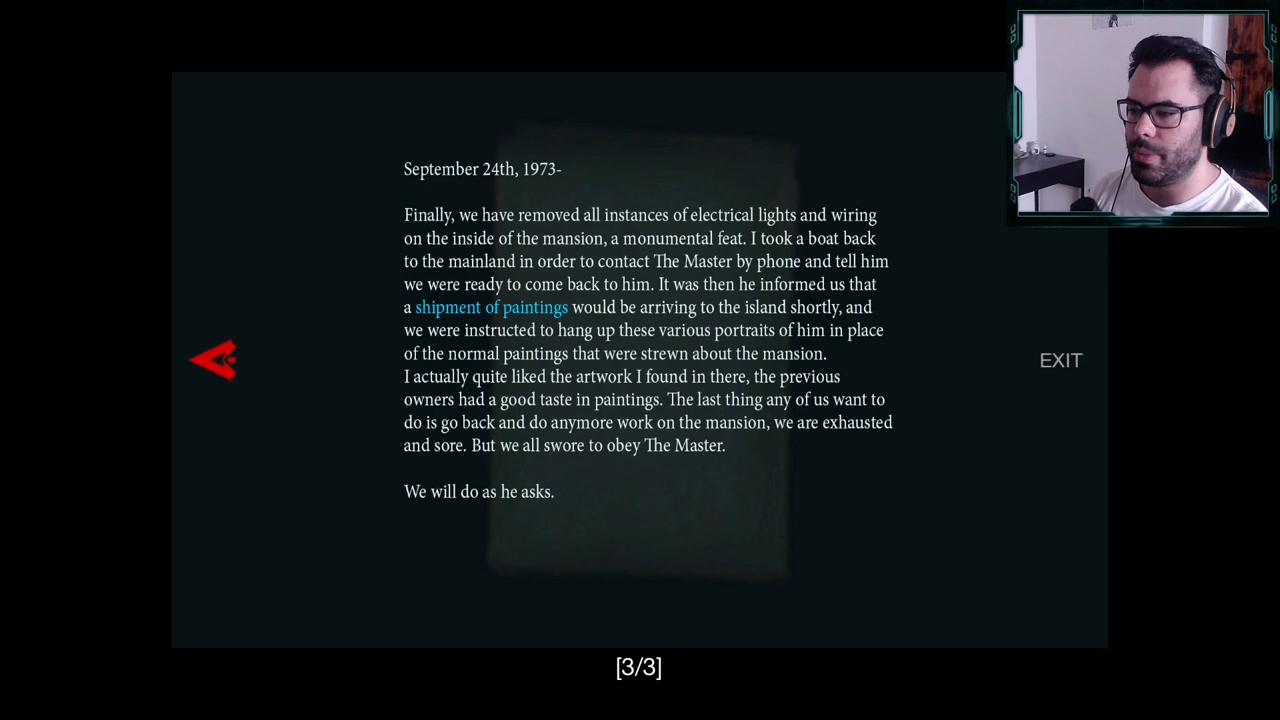 September 24th, 1973-
Finally, we have removed all instances of electrical lights and wiring
on the inside of the mansion, a monumental feat. I took a boat back
to the mainland in order to contact The Master by phone and tell him
we were ready to come back to him. It was then he informed us that
a shipment of paintings would be arriving to the island shortly, and
we were instructed to hang up these various portraits of him in place
of the normal paintings that were strewn about the mansion.
I actually quite liked the artwork I found in there, the previous
owners had a good taste in paintings. The last thing any of us want to
do is go back and do anymore work on the mansion, we are exhausted
and sore. But we all swore to obey The Master.
We will do as he asks.
EXIT
[3/3]